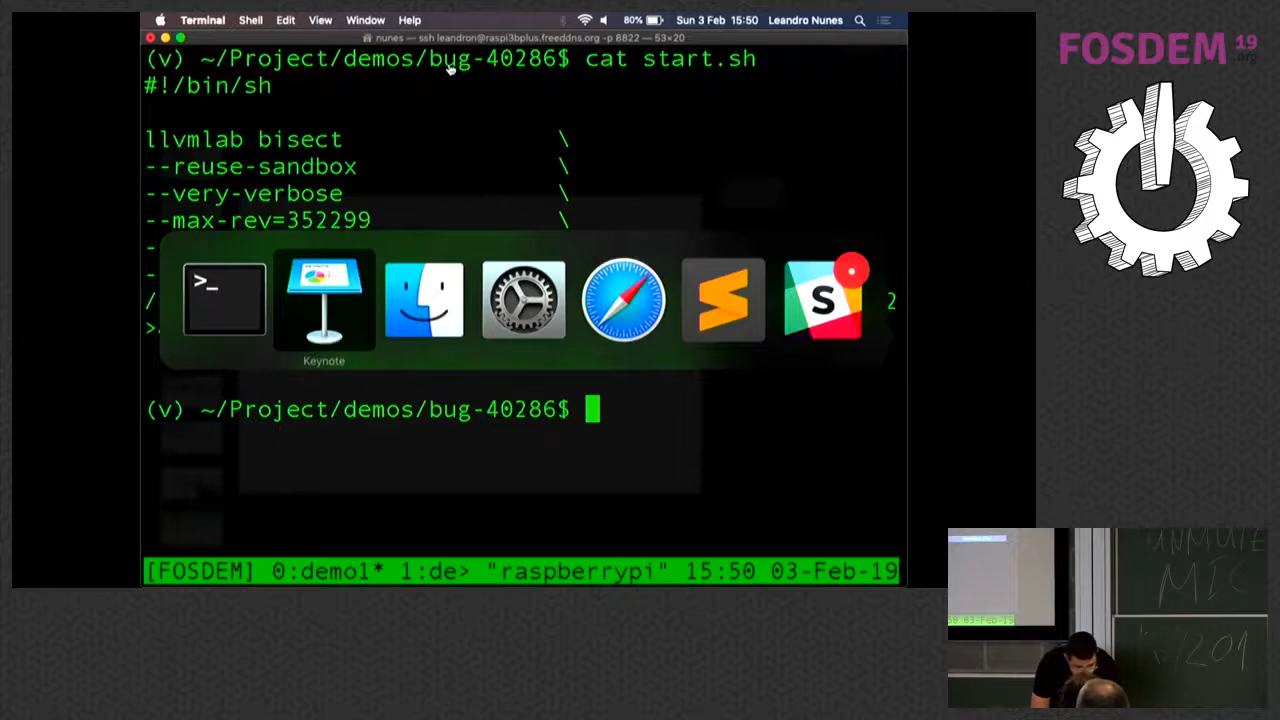 Terminal Shell Edit View Window Help 80% Sun 3 Feb 15:50 Leandro Nunes
nunes — ssh leandron@raspi3bplus.freeddns.org -p 8822 — 53×20
FOSDEM 19 .org
(v) ~/Project/demos/bug-40286$ cat start.sh
#!/bin/sh
llvmlab bisect \
--reuse-sandbox \
--very-verbose \
--max-rev=352299 \
-
-
/ 2
>
>_
S
Keynote
(v) ~/Project/demos/bug-40286$
[FOSDEM] 0:demo1* 1:de> "raspberrypi" 15:50 03-Feb-19
UNMUTE
MIC